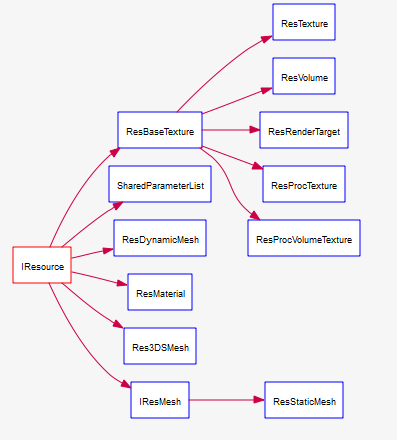 ResTexture
ResVolume
ResBaseTexture
ResRenderTarget
SharedParameterList
ResProcTexture
ResDynamicMesh
ResProcVolumeTexture
IResource
ResMaterial
Res3DSMesh
IResMesh
ResStaticMesh